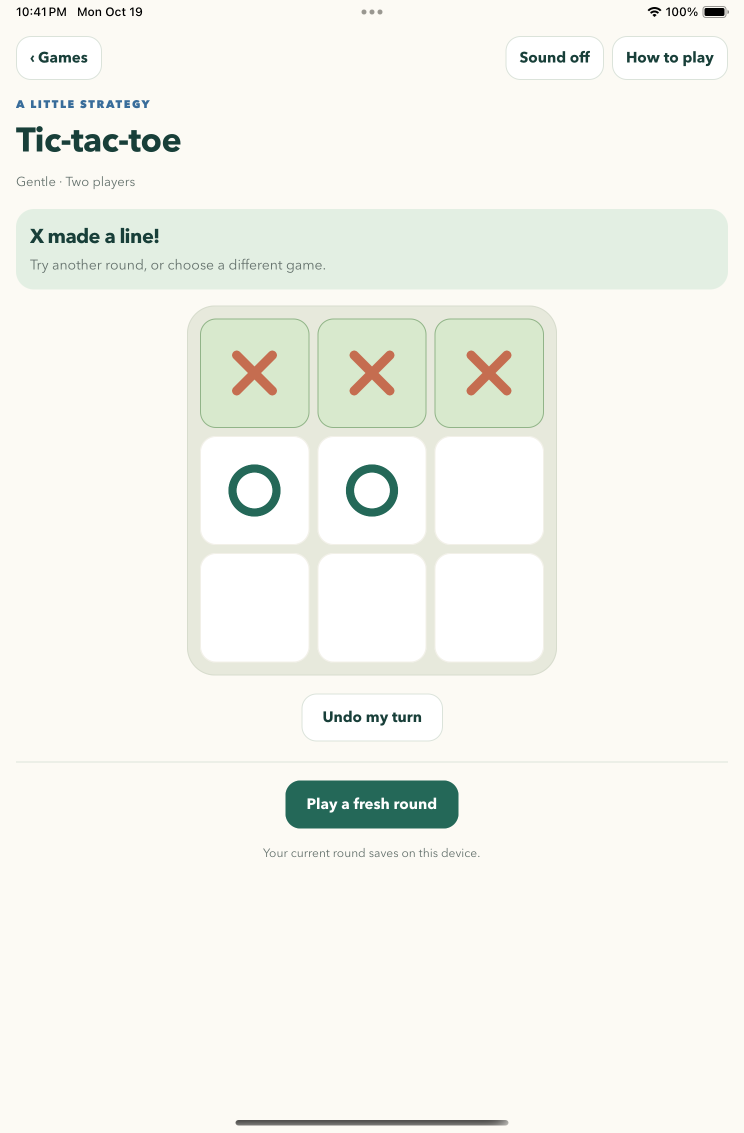 10:41 PM Mon Oct 19
100%
‹ Games
Sound off
How to play
A LITTLE STRATEGY
Tic-tac-toe
Gentle · Two players
X made a line!
Try another round, or choose a different game.
Undo my turn
Play a fresh round
Your current round saves on this device.